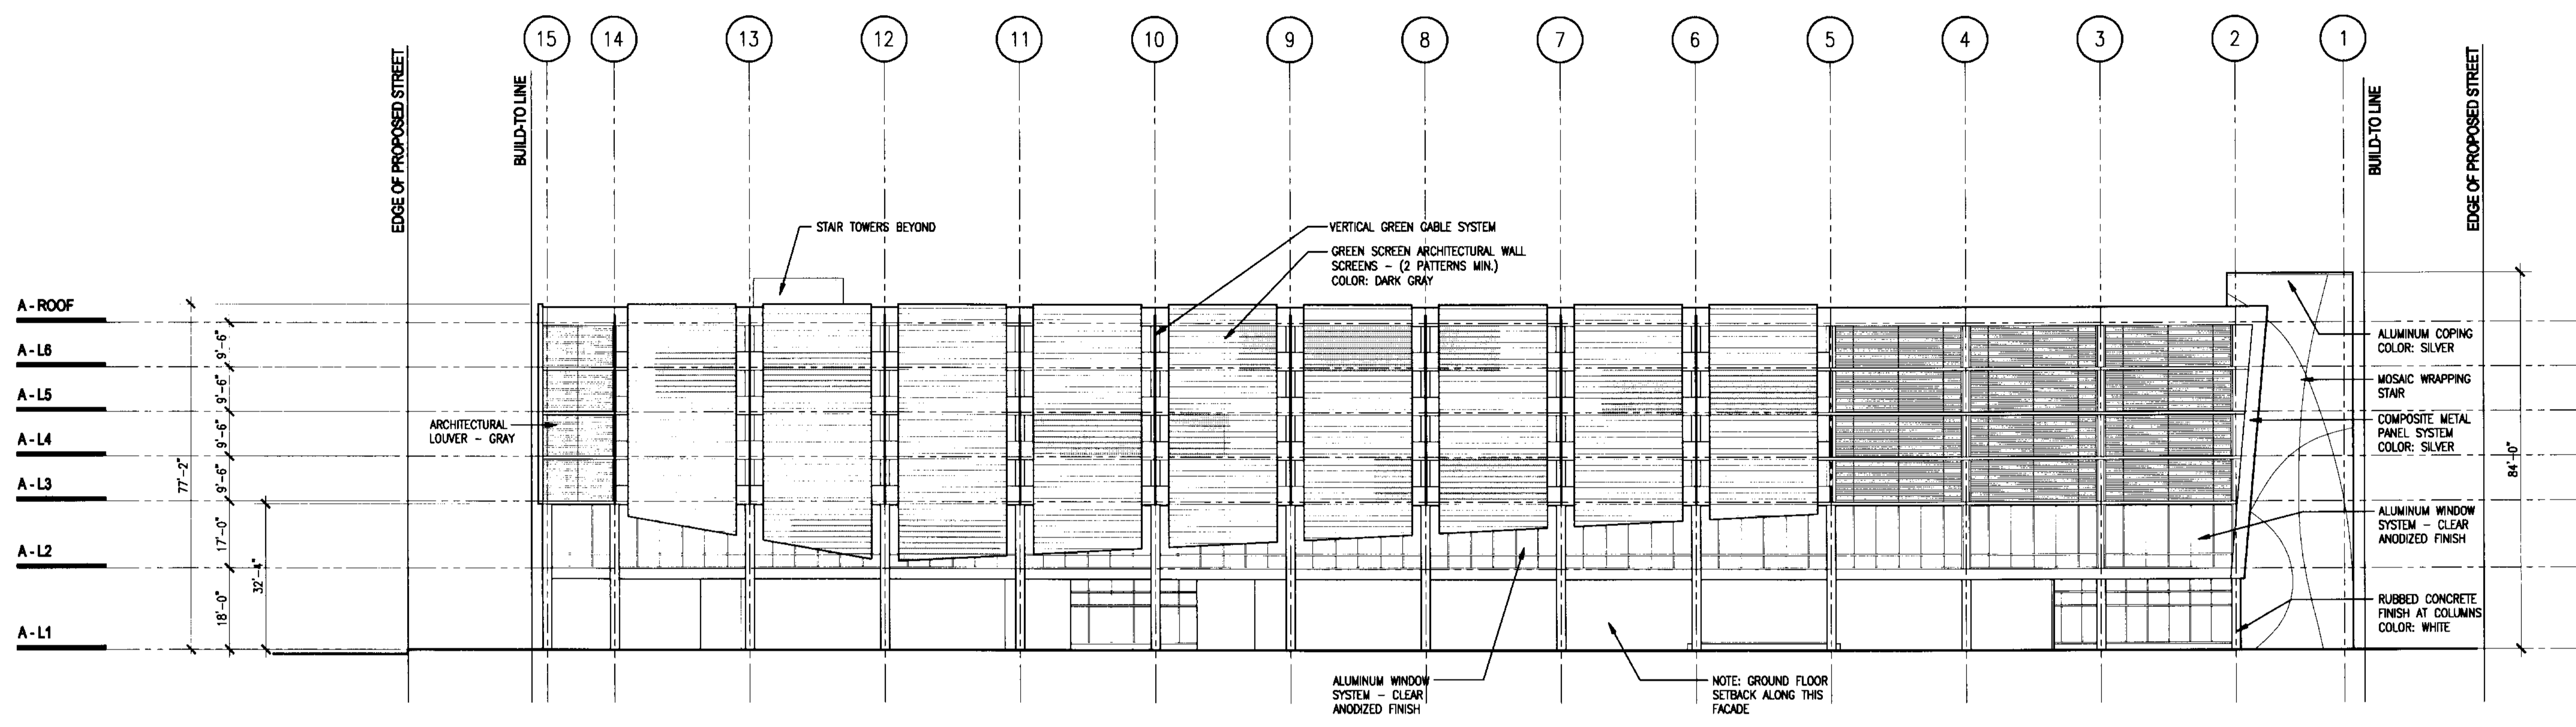 15 14 13 12 11 10 9 8 7 6 5 4 3 2 1
EDGE OF PROPOSED STREET
BUILD-TO LINE
BUILD-TO LINE
EDGE OF PROPOSED STREET
STAIR TOWERS BEYOND
VERTICAL GREEN CABLE SYSTEM
GREEN SCREEN ARCHITECTURAL WALL
SCREENS - (2 PATTERNS MIN.)
COLOR: DARK GRAY
A - ROOF
A - L6
A - L5
A - L4
A - L3
A - L2
A - L1
77'-2"
9'-6"
9'-6"
9'-6"
9'-6"
17'-0"
18'-0"
32'-4"
ARCHITECTURAL
LOUVER - GRAY
ALUMINUM COPING
COLOR: SILVER
MOSAIC WRAPPING
STAIR
COMPOSITE METAL
PANEL SYSTEM
COLOR: SILVER
84'-0"
ALUMINUM WINDOW
SYSTEM - CLEAR
ANODIZED FINISH
RUBBED CONCRETE
FINISH AT COLUMNS
COLOR: WHITE
ALUMINUM WINDOW
SYSTEM - CLEAR
ANODIZED FINISH
NOTE: GROUND FLOOR
SETBACK ALONG THIS
FACADE